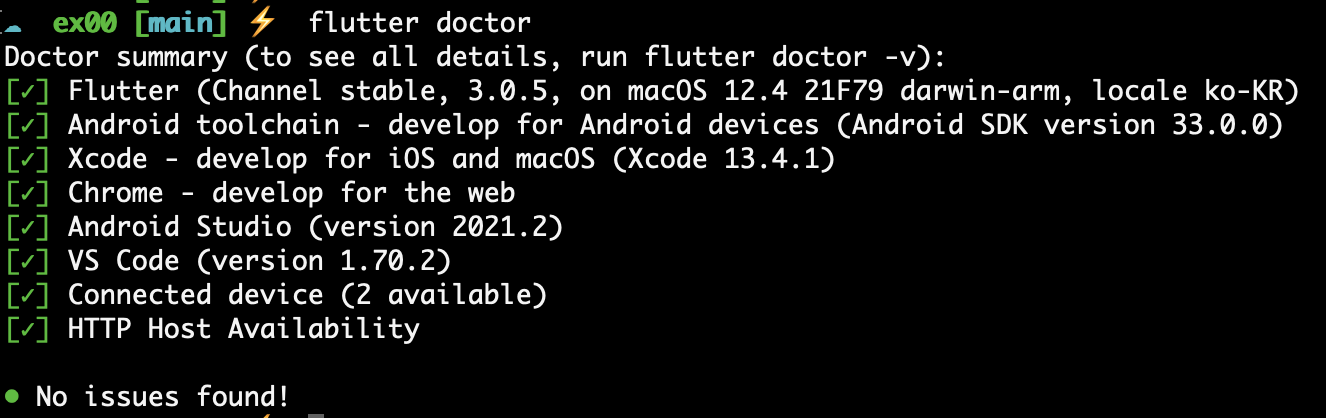 ex00 [main] ⚡ flutter doctor
Doctor summary (to see all details, run flutter doctor -v):
[✓] Flutter (Channel stable, 3.0.5, on macOS 12.4 21F79 darwin-arm, locale ko-KR)
[✓] Android toolchain - develop for Android devices (Android SDK version 33.0.0)
[✓] Xcode - develop for iOS and macOS (Xcode 13.4.1)
[✓] Chrome - develop for the web
[✓] Android Studio (version 2021.2)
[✓] VS Code (version 1.70.2)
[✓] Connected device (2 available)
[✓] HTTP Host Availability
• No issues found!